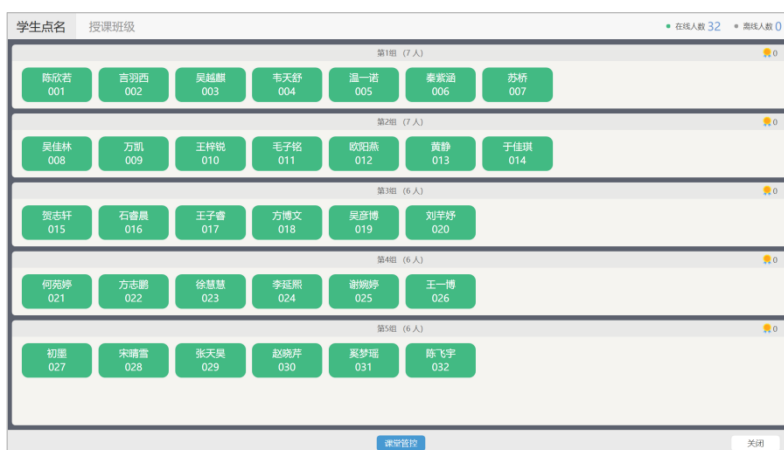 学生点名 授课班级 在线人数 32 离线人数 0
第1组 (7 人) 0
陈欣若 言羽西 吴越麒 韦天舒 温一诺 秦紫涵 苏桥
001 002 003 004 005 006 007
第2组 (7 人) 0
吴佳林 万凯 王梓锐 毛子铭 欧阳燕 黄静 于佳琪
008 009 010 011 012 013 014
第3组 (6 人) 0
贺志轩 石睿晨 王子睿 方博文 吴彦博 刘芊妤
015 016 017 018 019 020
第4组 (6 人) 0
何苑婷 方志鹏 徐慧慧 李延熙 谢婉婷 王一博
021 022 023 024 025 026
第5组 (6 人) 0
初墨 宋晴雪 张天昊 赵晓芹 奚梦瑶 陈飞宇
027 028 029 030 031 032
课堂管控 关闭